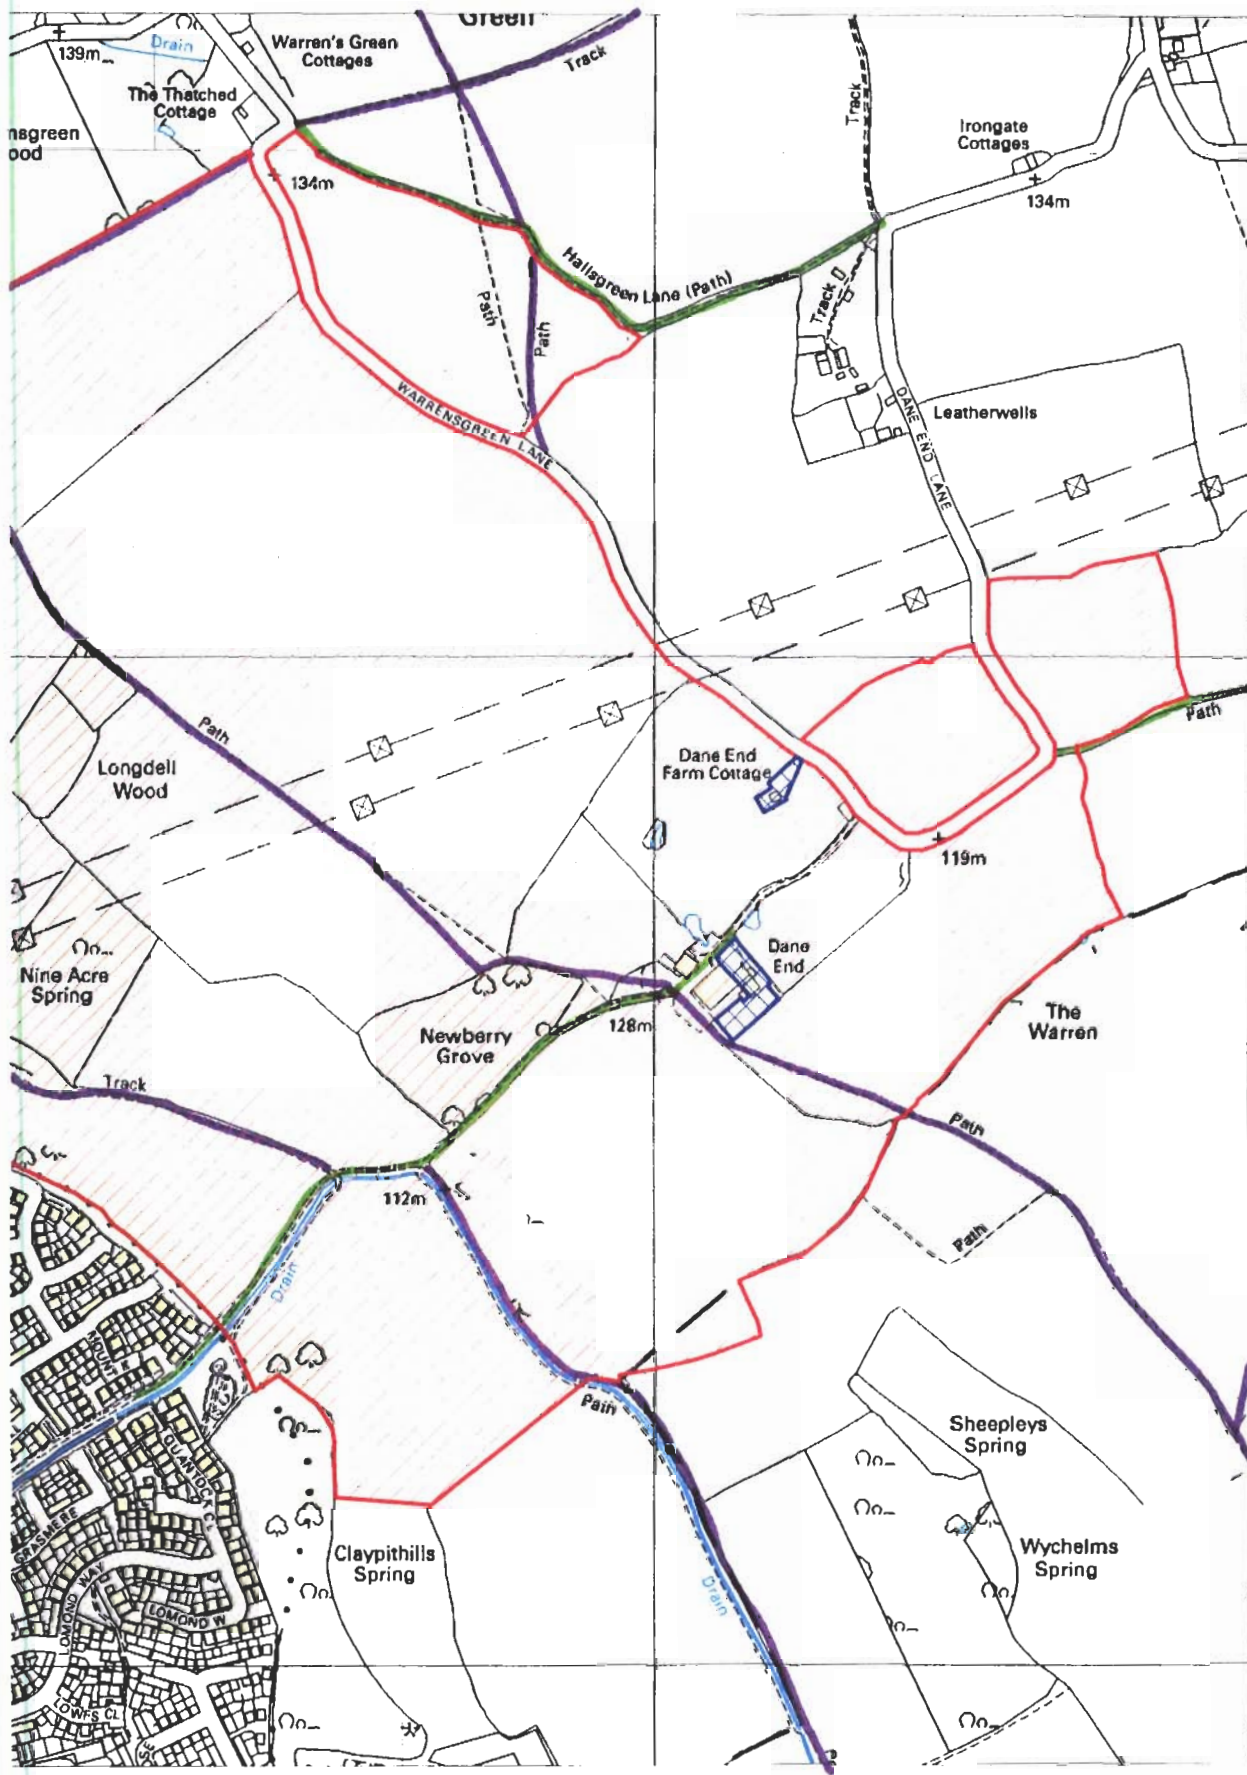 Green
139m
Drain
Warren's Green
Cottages
Track
The Thatched
Cottage
nsgreen
ood
134m
Track
Irongate
Cottages
134m
Hallsgreen Lane (Path)
Path
Path
Track
WARRENSGREEN LANE
DANE END LANE
Leatherwells
Path
Longdell
Wood
Dane End
Farm Cottage
Path
119m
Nine Acre
Spring
Dane
End
Newberry
Grove
128m
The
Warren
Track
Path
112m
Path
Drain
MOUNT
Path
QUANTOCK CL
Sheepleys
Spring
GRASMERE
Claypithills
Spring
Wychelms
Spring
LOMOND WAY
LOMOND W
Drain
LOWES CL
SE